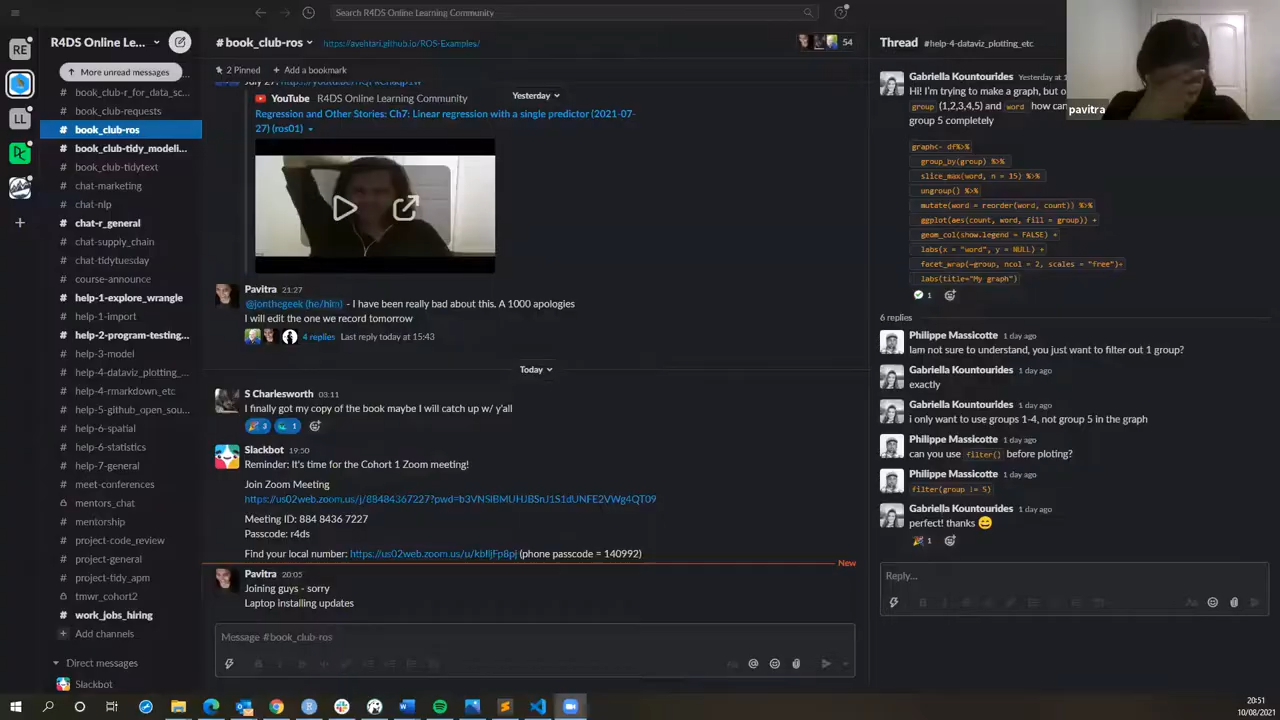 Search R4DS Online Learning Community
R4DS Online Le...
More unread messages
book_club-r_for_data_sc...
book_club-requests
# book_club-ros
# book_club-tidy_modeli...
# book_club-tidytext
# chat-marketing
# chat-nlp
# chat-r_general
# chat-supply_chain
# chat-tidytuesday
# course-announce
# help-1-explore_wrangle
# help-1-import
# help-2-program-testing...
# help-3-model
# help-4-dataviz_plotting_...
# help-4-rmarkdown_etc
# help-5-github_open_sou...
# help-6-spatial
# help-6-statistics
# help-7-general
# meet-conferences
mentors_chat
# mentorship
# project-code_review
# project-general
# project-tidy_apm
tmwr_cohort2
# work_jobs_hiring
+ Add channels
Direct messages
Slackbot
RE
LL
#book_club-ros
https://avehtari.github.io/ROS-Examples/
54
2 Pinned
+ Add a bookmark
Yesterday
YouTube R4DS Online Learning Community
Regression and Other Stories: Ch7: Linear regression with a single predictor (2021-07-
27) (ros01)
Pavitra 21:27
@jonthegeek (he/him) - I have been really bad about this. A 1000 apologies
I will edit the one we record tomorrow
4 replies Last reply today at 15:43
Today
S Charlesworth 03:11
I finally got my copy of the book maybe I will catch up w/ y'all
3 1
Slackbot 19:50
Reminder: It's time for the Cohort 1 Zoom meeting!
Join Zoom Meeting
Meeting ID: 884 8436 7227
Passcode: r4ds
Find your local number: (phone passcode = 140992)
New
Pavitra 20:05
Joining guys - sorry
Laptop installing updates
Message #book_club-ros
Thread #help-4-dataviz_plotting_etc
Gabriella Kountourides Yesterday at 1
Hi! I'm trying to make a graph, but o
group (1,2,3,4,5) and word how can
group 5 completely
graph<- df%>%
group_by(group) %>%
slice_max(word, n = 15) %>%
ungroup() %>%
mutate(word = reorder(word, count)) %>%
ggplot(aes(count, word, fill = group)) +
geom_col(show.legend = FALSE) +
labs(x = "word", y = NULL) +
facet_wrap(~group, ncol = 2, scales = "free")+
labs(title="My graph")
1
6 replies
Philippe Massicotte 1 day ago
Iam not sure to understand, you just want to filter out 1 group?
Gabriella Kountourides 1 day ago
exactly
Gabriella Kountourides 1 day ago
i only want to use groups 1-4, not group 5 in the graph
Philippe Massicotte 1 day ago
can you use filter() before ploting?
Philippe Massicotte 1 day ago
filter(group != 5)
Gabriella Kountourides 1 day ago
perfect! thanks
1
Reply...
pavitra
20:51
10/08/2021